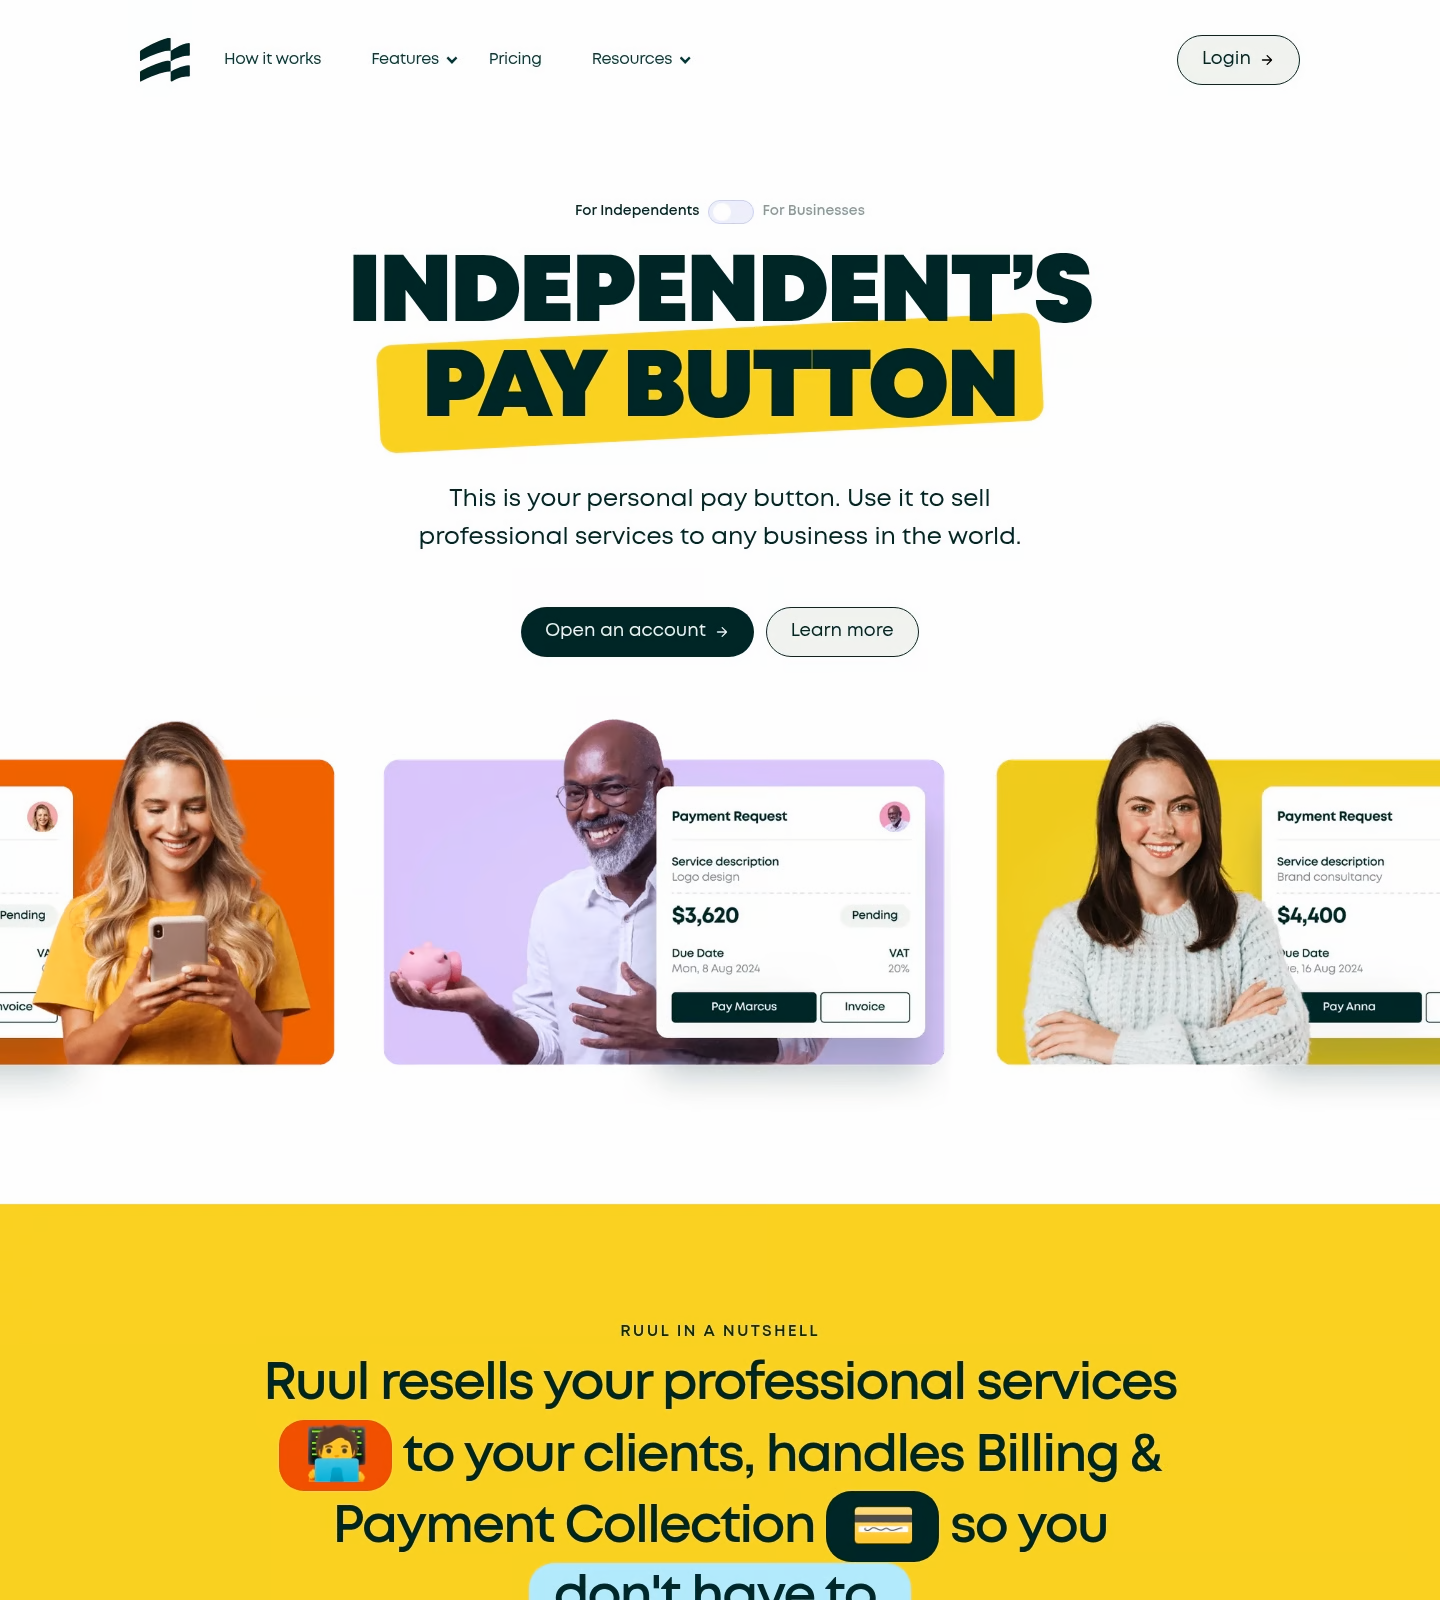 How it works
Features
Pricing
Resources
Login
For Independents
For Businesses
INDEPENDENT’S
PAY BUTTON
This is your personal pay button. Use it to sell
professional services to any business in the world.
Open an account
Learn more
Pending
Payment Request
Service description
Logo design
$3,620
Pending
Due Date
VAT
Mon, 8 Aug 2024
20%
Pay Marcus
Invoice
Payment Request
Service description
Brand consultancy
$4,400
Date
16 Aug 2024
Pay Anna
RUUL IN A NUTSHELL
Ruul resells your professional services
to your clients, handles Billing &
Payment Collection so you
don't have to.